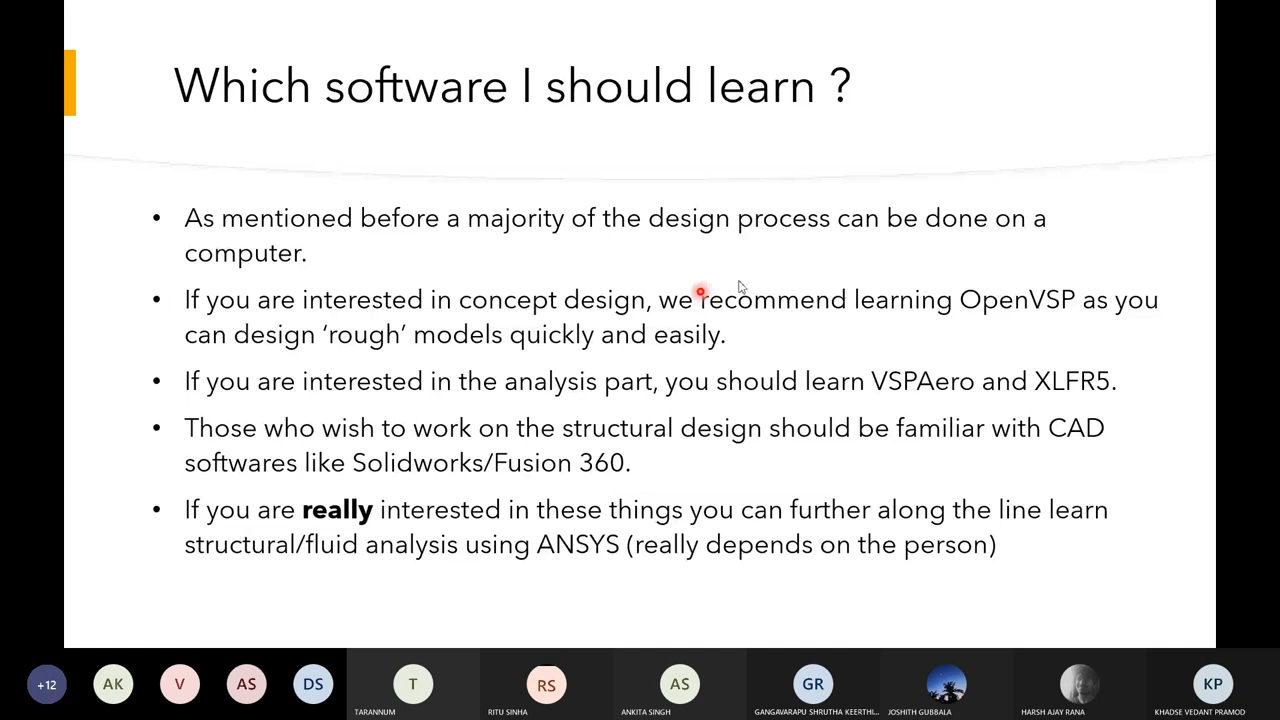 Which software I should learn ?
• As mentioned before a majority of the design process can be done on a
computer.
• If you are interested in concept design, we recommend learning OpenVSP as you
can design ‘rough’ models quickly and easily.
• If you are interested in the analysis part, you should learn VSPAero and XLFR5.
• Those who wish to work on the structural design should be familiar with CAD
softwares like Solidworks/Fusion 360.
• If you are really interested in these things you can further along the line learn
structural/fluid analysis using ANSYS (really depends on the person)
+12 AK V AS DS T RS AS GR KP
TARANNUM RITU SINHA ANKITA SINGH GANGAVARAPU SHRUTHA KEERTHI... JOSHITH GUBBALA HARSH AJAY RANA KHADSE VEDANT PRAMOD